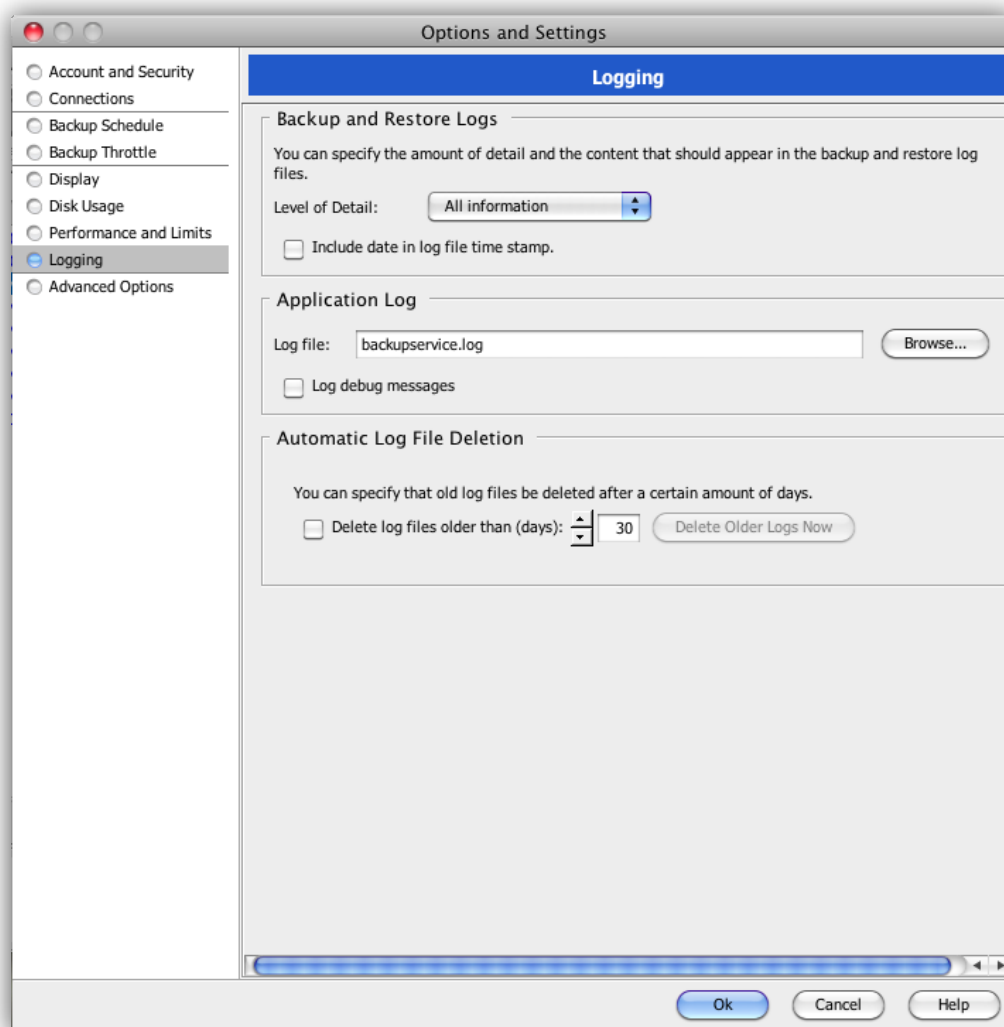 Options and Settings
Account and Security
Connections
Backup Schedule
Backup Throttle
Display
Disk Usage
Performance and Limits
Logging
Advanced Options
Logging
Backup and Restore Logs
You can specify the amount of detail and the content that should appear in the backup and restore log
files.
Level of Detail: All information
Include date in log file time stamp.
Application Log
Log file: backupservice.log Browse...
Log debug messages
Automatic Log File Deletion
You can specify that old log files be deleted after a certain amount of days.
Delete log files older than (days): 30 Delete Older Logs Now
Ok Cancel Help